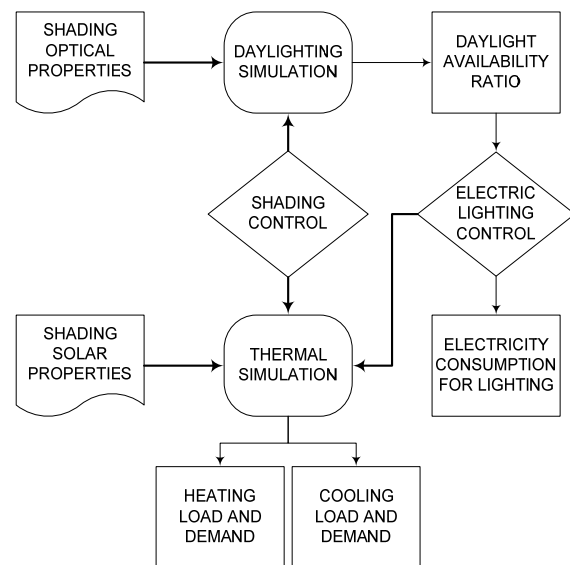 SHADING
OPTICAL
PROPERTIES
DAYLIGHTING
SIMULATION
DAYLIGHT
AVAILABILITY
RATIO
SHADING
CONTROL
ELECTRIC
LIGHTING
CONTROL
SHADING
SOLAR
PROPERTIES
THERMAL
SIMULATION
ELECTRICITY
CONSUMPTION
FOR LIGHTING
HEATING
LOAD AND
DEMAND
COOLING
LOAD AND
DEMAND